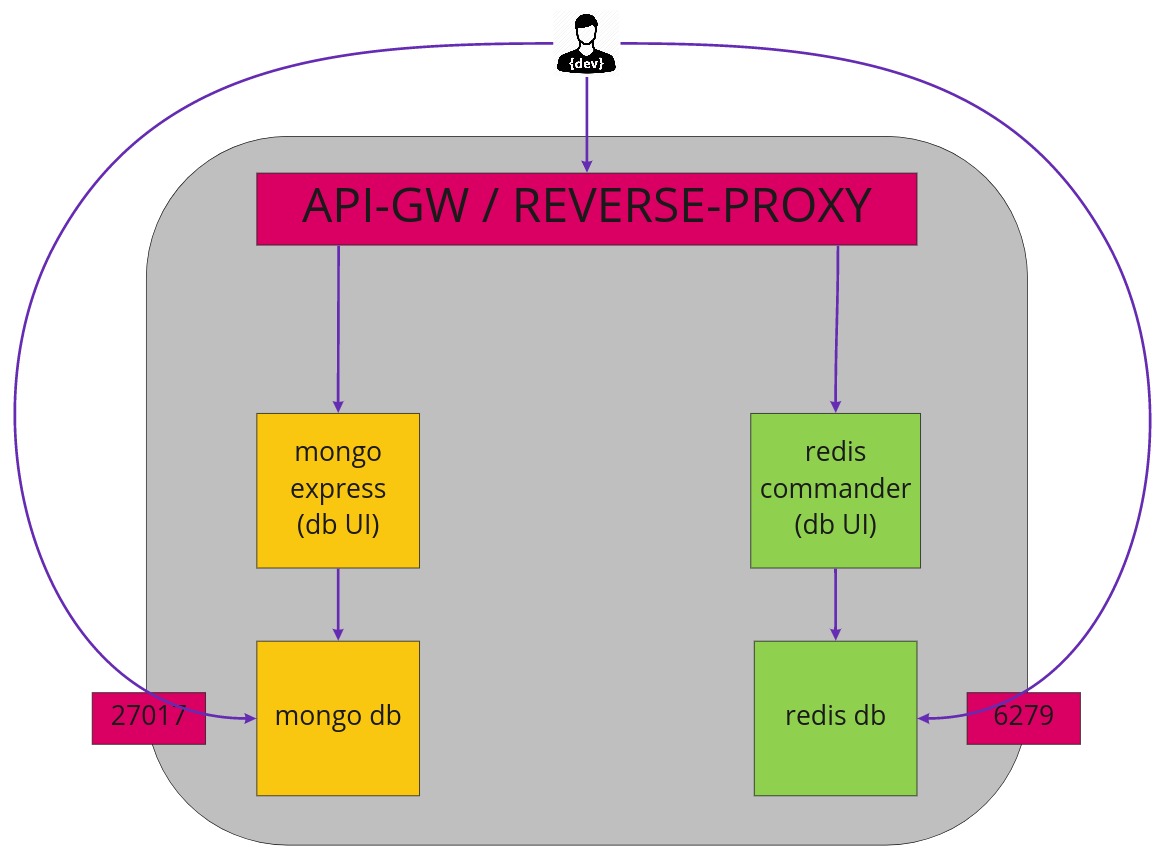 {dev}
API-GW / REVERSE-PROXY
mongo
express
(db UI)
redis
commander
(db UI)
27017
mongo db
redis db
6279